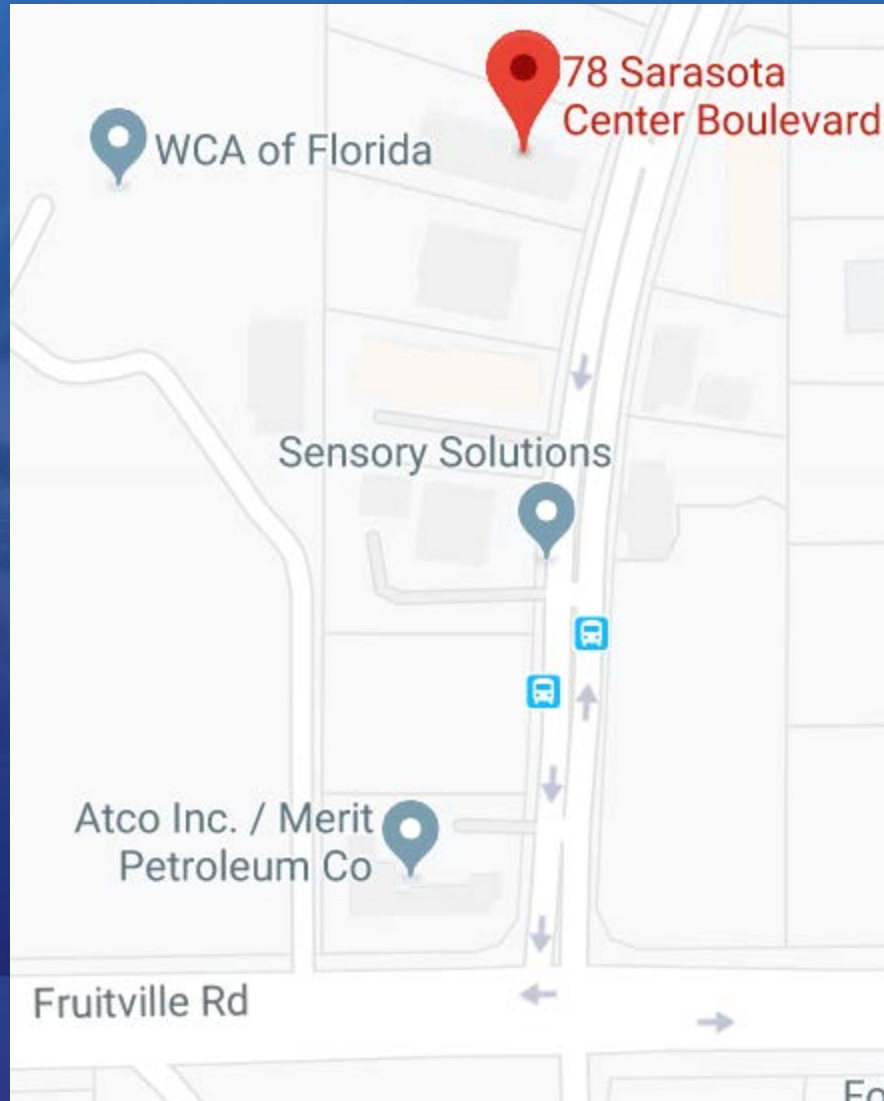 78 Sarasota
Center Boulevard
WCA of Florida
Sensory Solutions
Atco Inc. / Merit
Petroleum Co
Fruitville Rd